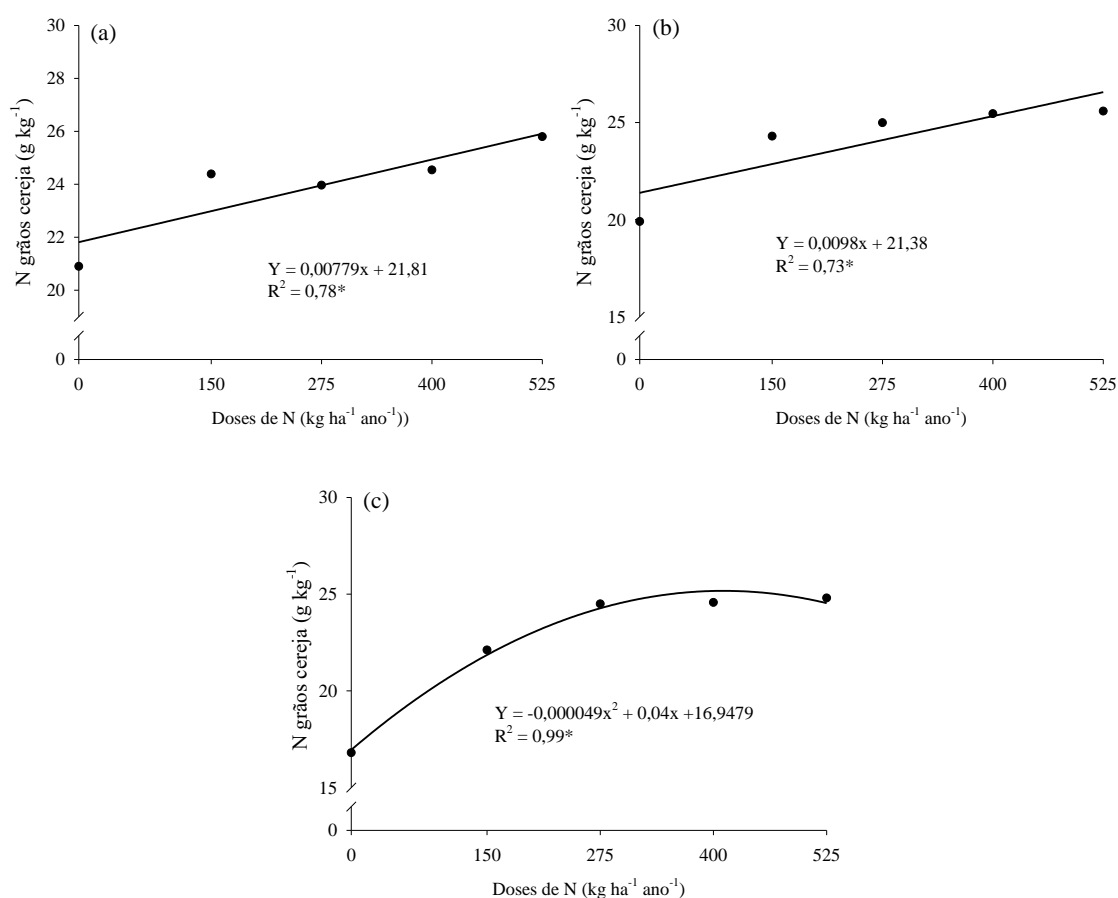 (a)
N grãos cereja (g kg⁻¹)
30
28
26
24
22
20
0
Y = 0,00779x + 21,81
R² = 0,78*
0 150 275 400 525
Doses de N (kg ha⁻¹ ano⁻¹))
(b)
N grãos cereja (g kg⁻¹)
30
25
20
15
0
Y = 0,0098x + 21,38
R² = 0,73*
0 150 275 400 525
Doses de N (kg ha⁻¹ ano⁻¹)
(c)
N grãos cereja (g kg⁻¹)
30
25
20
15
0
Y = -0,000049x² + 0,04x +16,9479
R² = 0,99*
0 150 275 400 525
Doses de N (kg ha⁻¹ ano⁻¹)